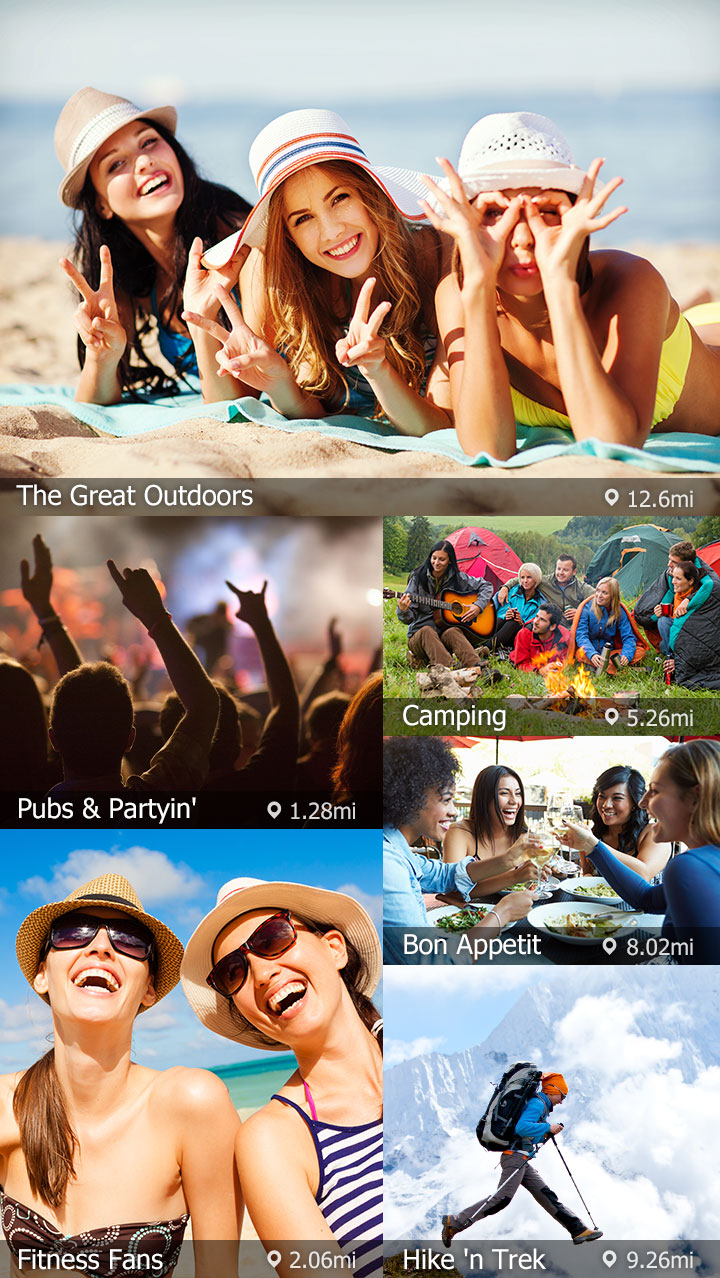 The Great Outdoors 12.6mi
Pubs & Partyin' 1.28mi
Camping 5.26mi
Bon Appetit 8.02mi
Fitness Fans 2.06mi
Hike 'n Trek 9.26mi